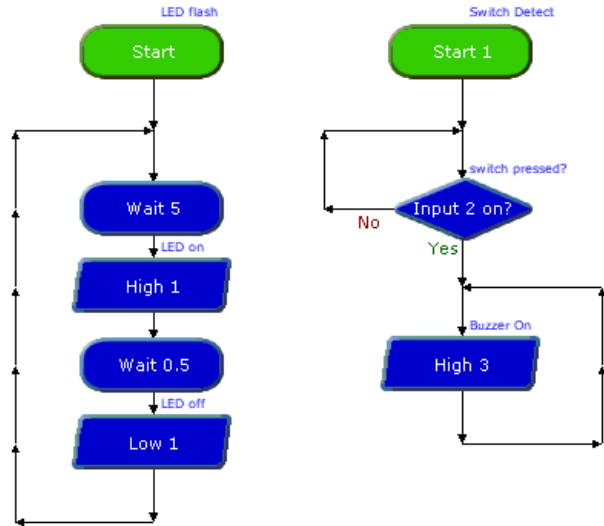 LED flash
Start
Wait 5
LED on
High 1
Wait 0.5
LED off
Low 1
Switch Detect
Start 1
switch pressed?
Input 2 on?
No
Yes
Buzzer On
High 3